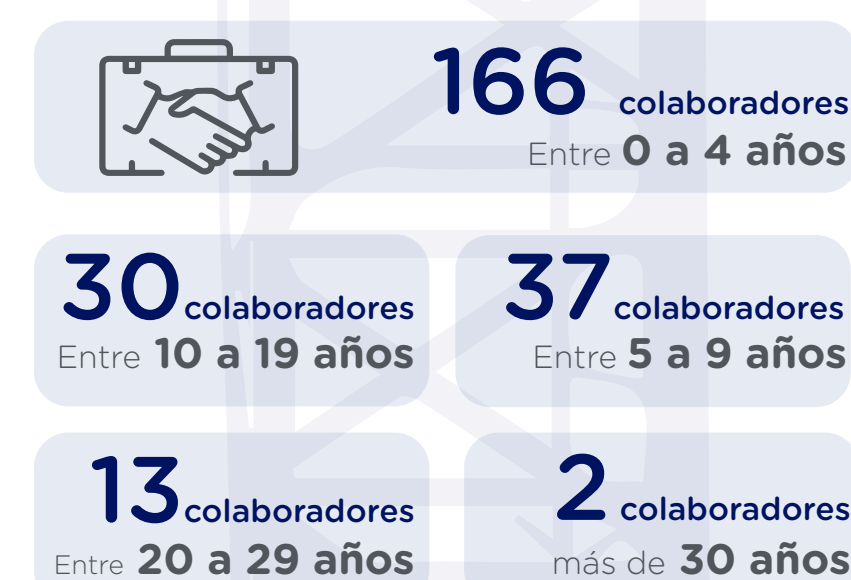 166 colaboradores
Entre 0 a 4 años
30 colaboradores
Entre 10 a 19 años
37 colaboradores
Entre 5 a 9 años
13 colaboradores
Entre 20 a 29 años
2 colaboradores
más de 30 años